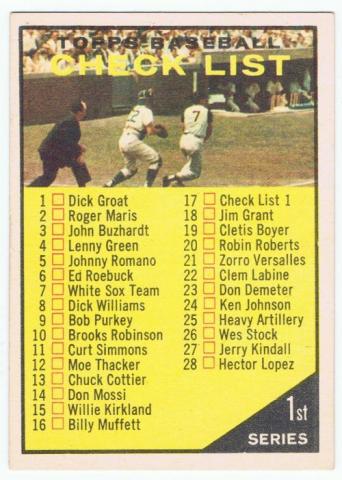 TOPPS BASEBALL
CHECK LIST
2
7
1 Dick Groat
2 Roger Maris
3 John Buzhardt
4 Lenny Green
5 Johnny Romano
6 Ed Roebuck
7 White Sox Team
8 Dick Williams
9 Bob Purkey
10 Brooks Robinson
11 Curt Simmons
12 Moe Thacker
13 Chuck Cottier
14 Don Mossi
15 Willie Kirkland
16 Billy Muffett
17 Check List 1
18 Jim Grant
19 Cletis Boyer
20 Robin Roberts
21 Zorro Versalles
22 Clem Labine
23 Don Demeter
24 Ken Johnson
25 Heavy Artillery
26 Wes Stock
27 Jerry Kindall
28 Hector Lopez
1st
SERIES